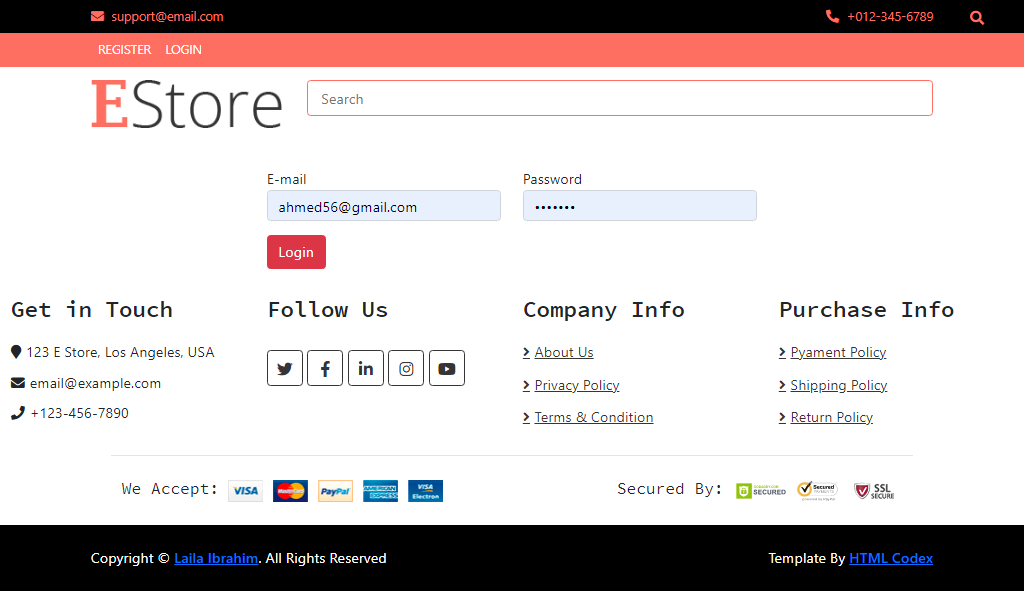 support@email.com +012-345-6789
REGISTER LOGIN
EStore
Search
E-mail Password
ahmed56@gmail.com •••••••
Login
Get in Touch
123 E Store, Los Angeles, USA
email@example.com
+123-456-7890
Follow Us
Company Info
About Us
Privacy Policy
Terms & Condition
Purchase Info
Pyament Policy
Shipping Policy
Return Policy
We Accept: VISA MasterCard PayPal AMERICAN EXPRESS VISA Electron
Secured By: SECURED Secured PAYMENTS SSL SECURE
Copyright © Laila Ibrahim. All Rights Reserved
Template By HTML Codex